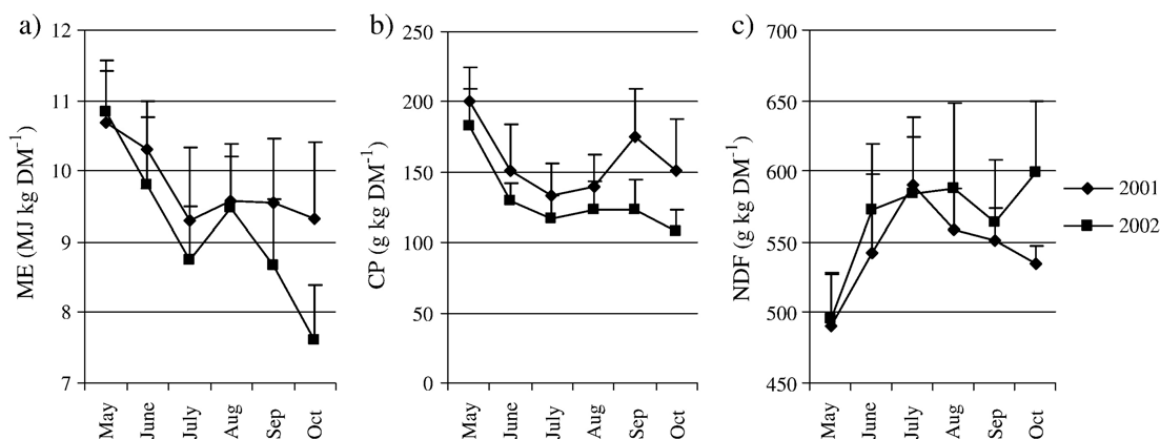 a)
ME (MJ kg DM⁻¹)
12
11
10
9
8
7
May
June
July
Aug
Sep
Oct
b)
CP (g kg DM⁻¹)
250
200
150
100
50
0
May
June
July
Aug
Sep
Oct
c)
NDF (g kg DM⁻¹)
700
650
600
550
500
450
May
June
July
Aug
Sep
Oct
2001
2002